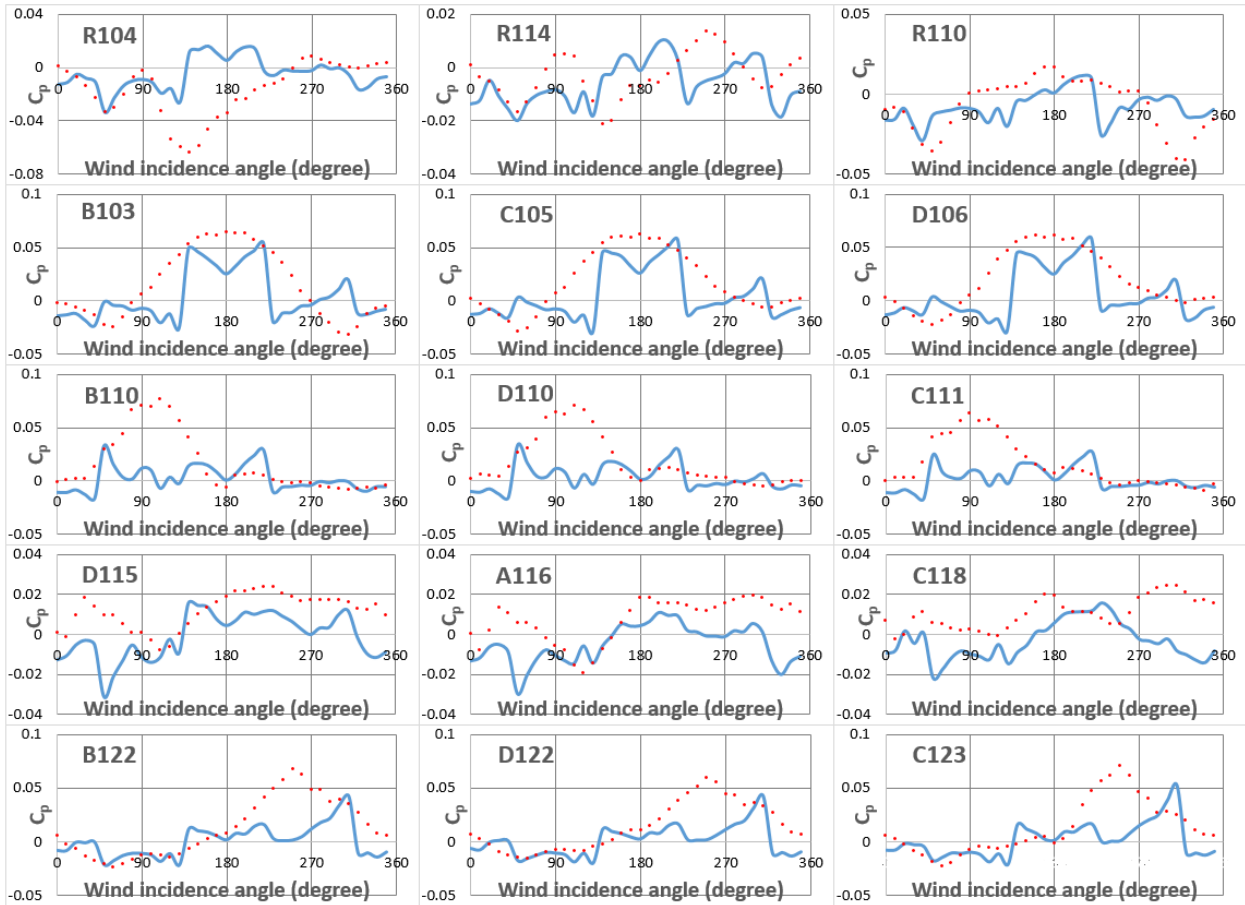 0.04
R104
0
0 90 180 270 360
-0.04
-0.08
Cp
Wind incidence angle (degree)
0.02
R114
0
0 90 180 270 360
-0.02
-0.04
Wind incidence angle (degree)
0.05
R110
0
0 90 180 270 360
-0.05
Cp
Wind incidence angle (degree)
0.1
B103
0.05
Cp
0
0 90 180 270 360
-0.05
Wind incidence angle (degree)
0.1
C105
0.05
Cp
0
0 90 180 270 360
-0.05
Wind incidence angle (degree)
0.1
D106
0.05
Cp
0
0 90 180 270 360
-0.05
Wind incidence angle (degree)
0.1
B110
0.05
Cp
0
0 90 180 270 360
-0.05
Wind incidence angle (degree)
0.1
D110
0.05
Cp
0
0 90 180 270 360
-0.05
Wind incidence angle (degree)
0.1
C111
0.05
Cp
0
0 90 180 270 360
-0.05
Wind incidence angle (degree)
0.04
D115
0.02
0
0 90 180 270 360
-0.02
-0.04
Wind incidence angle (degree)
0.04
A116
0.02
0
0 90 180 270 360
-0.02
-0.04
Wind incidence angle (degree)
0.04
C118
0.02
0
0 90 180 270 360
-0.02
-0.04
Wind incidence angle (degree)
0.1
B122
0.05
Cp
0
0 90 180 270 360
-0.05
Wind incidence angle (degree)
0.1
D122
0.05
Cp
0
0 90 180 270 360
-0.05
Wind incidence angle (degree)
0.1
C123
0.05
Cp
0
0 90 180 270 360
-0.05
Wind incidence angle (degree)